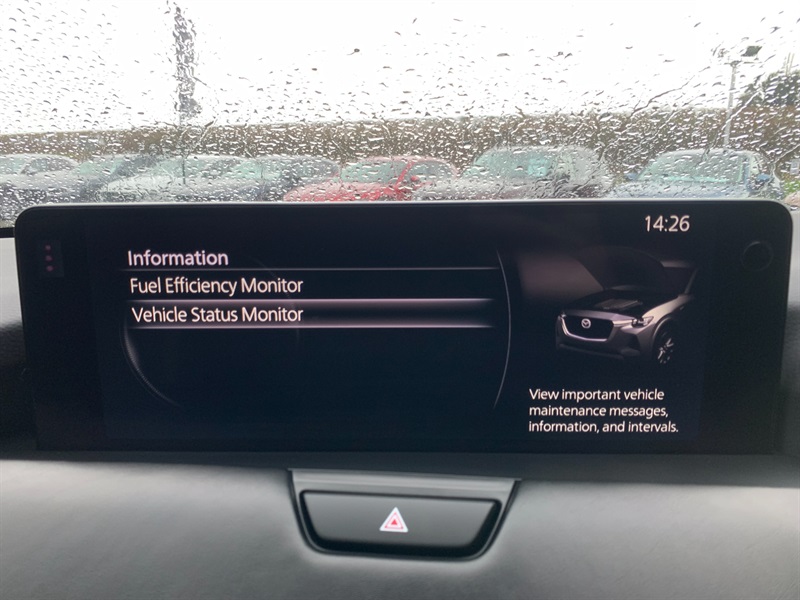 14:26
Information
Fuel Efficiency Monitor
Vehicle Status Monitor
View important vehicle
maintenance messages,
information, and intervals.